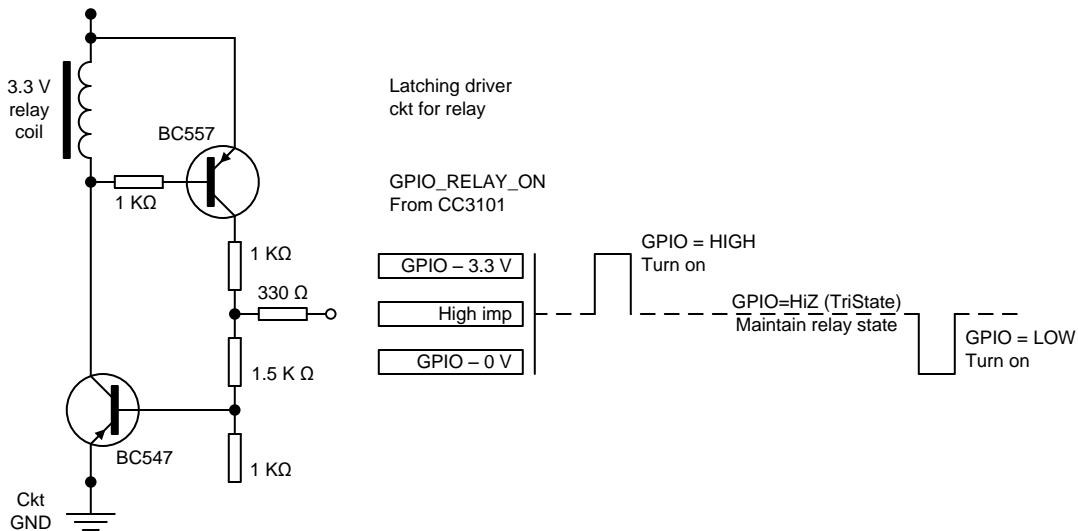 3.3 V
relay
coil
BC557
1 KΩ
1 KΩ
330 Ω
1.5 K Ω
BC547
1 KΩ
Ckt
GND
Latching driver
ckt for relay
GPIO_RELAY_ON
From CC3101
GPIO – 3.3 V
High imp
GPIO – 0 V
GPIO = HIGH
Turn on
GPIO=HiZ (TriState)
Maintain relay state
GPIO = LOW
Turn on